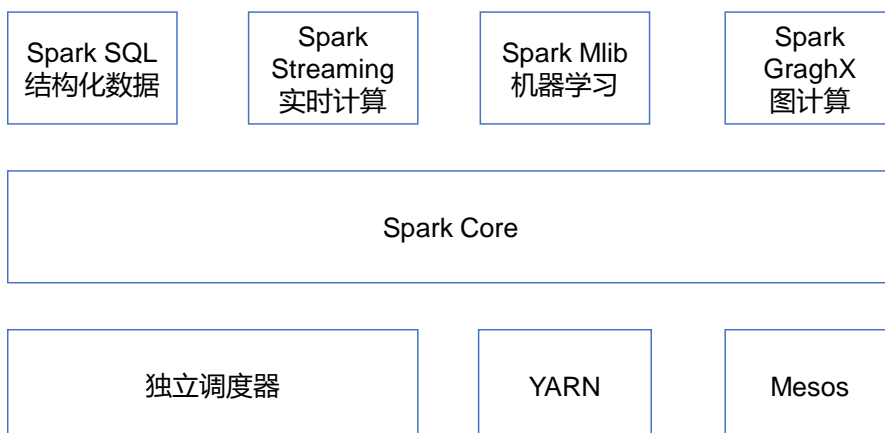 Spark SQL
结构化数据
Spark
Streaming
实时计算
Spark Mlib
机器学习
Spark
GraghX
图计算
Spark Core
独立调度器
YARN
Mesos